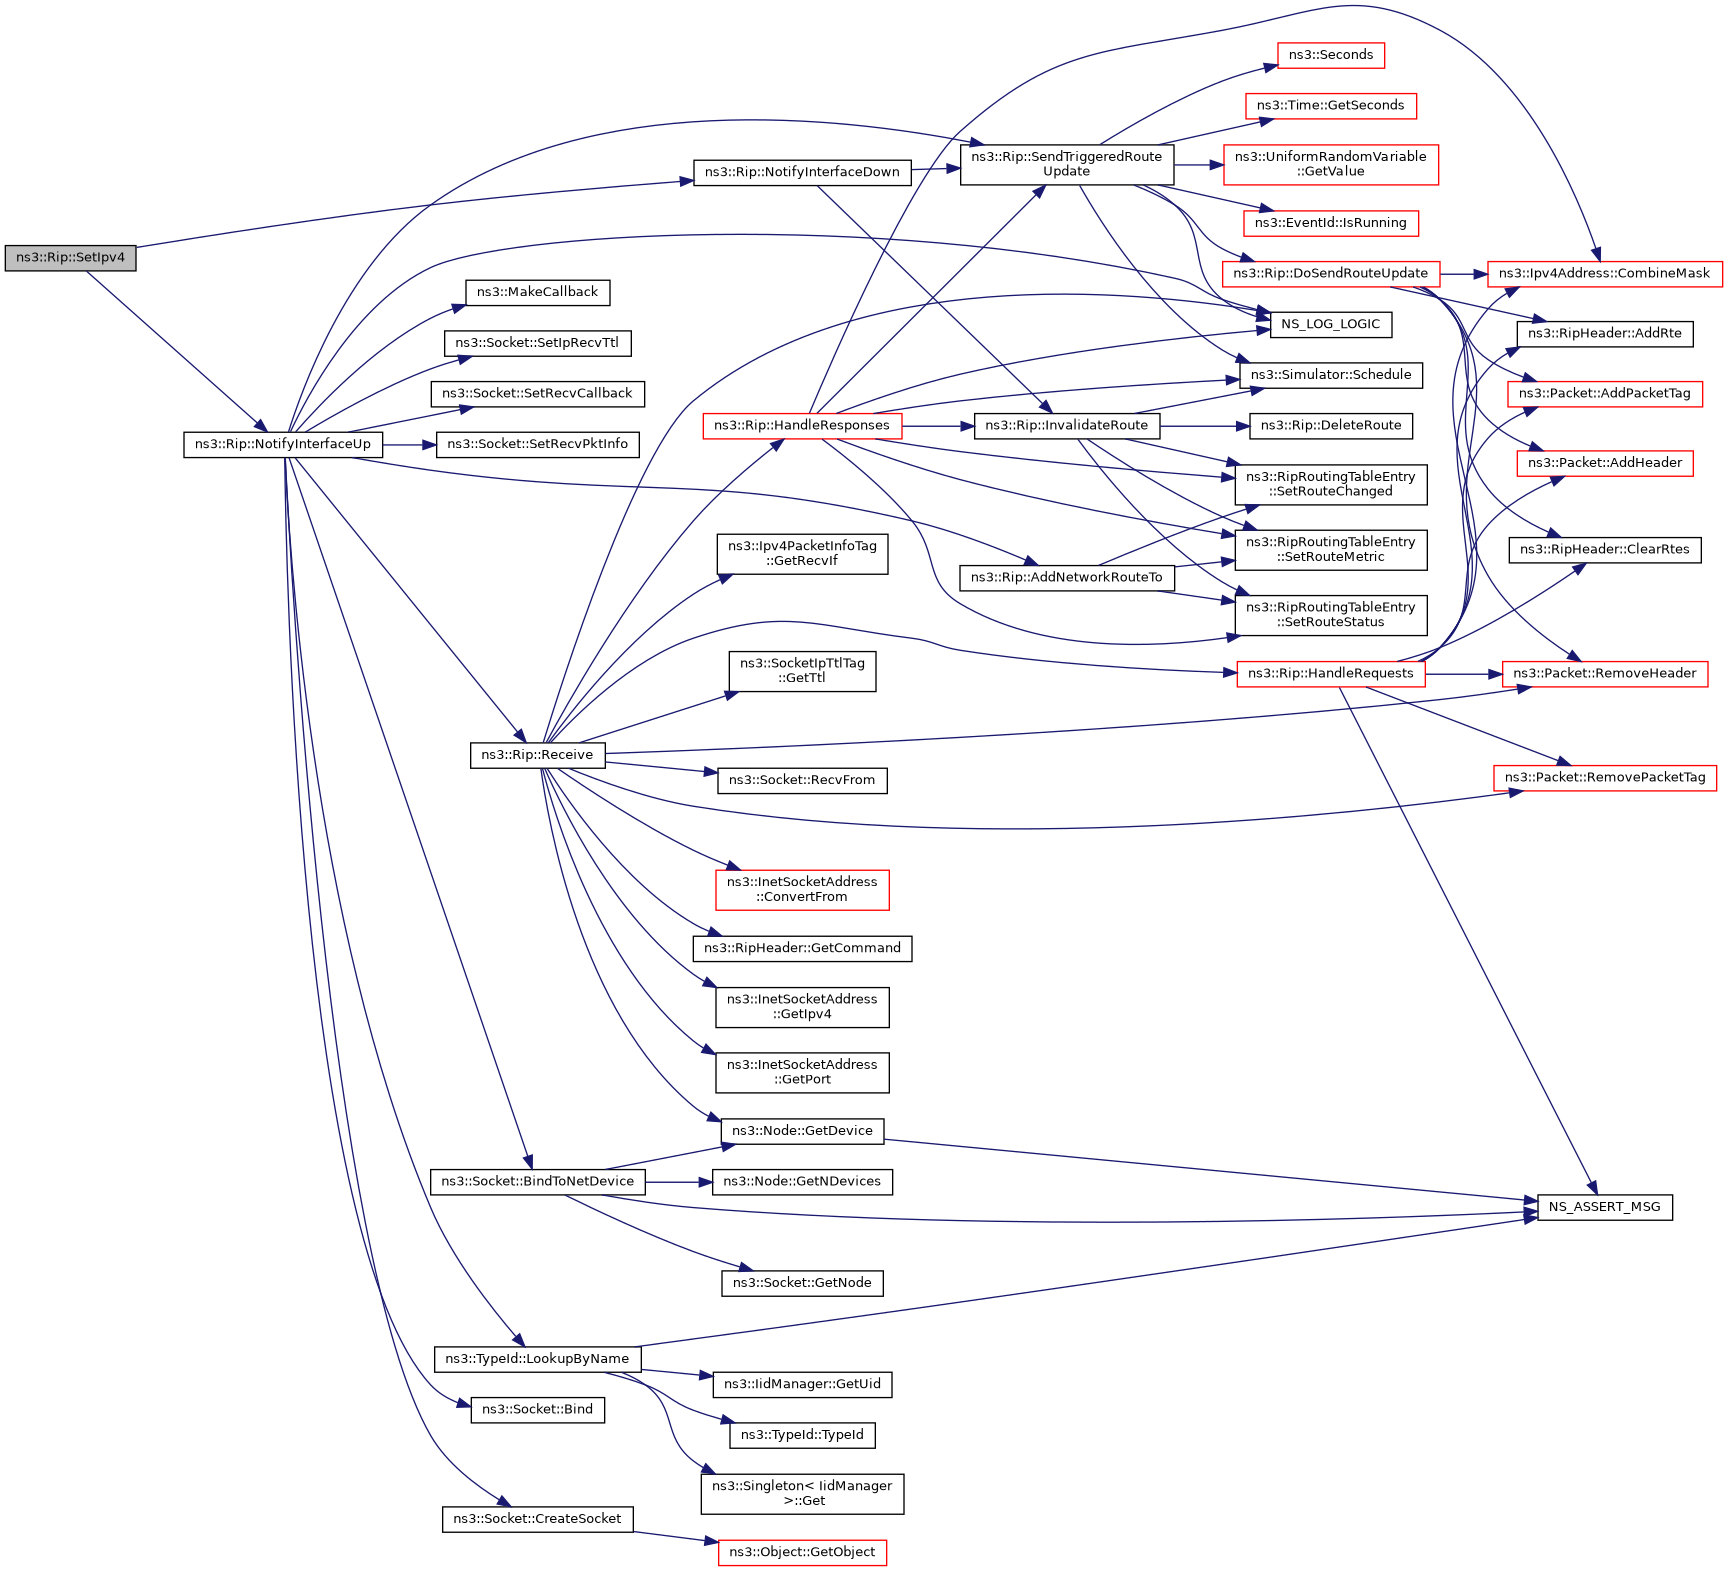 ns3::Rip::SetIpv4
ns3::Rip::NotifyInterfaceUp
ns3::MakeCallback
ns3::Socket::SetIpRecvTtl
ns3::Socket::SetRecvCallback
ns3::Socket::SetRecvPktInfo
ns3::Rip::Receive
ns3::Socket::BindToNetDevice
ns3::TypeId::LookupByName
ns3::Socket::Bind
ns3::Socket::CreateSocket
ns3::Rip::NotifyInterfaceDown
ns3::Rip::HandleResponses
ns3::Ipv4PacketInfoTag
::GetRecvIf
ns3::SocketIpTtlTag
::GetTtl
ns3::Socket::RecvFrom
ns3::InetSocketAddress
::ConvertFrom
ns3::RipHeader::GetCommand
ns3::InetSocketAddress
::GetIpv4
ns3::InetSocketAddress
::GetPort
ns3::Node::GetDevice
ns3::Node::GetNDevices
ns3::Socket::GetNode
ns3::IidManager::GetUid
ns3::TypeId::TypeId
ns3::Singleton< IidManager
>::Get
ns3::Object::GetObject
ns3::Rip::SendTriggeredRoute
Update
ns3::Rip::InvalidateRoute
ns3::Rip::AddNetworkRouteTo
ns3::Seconds
ns3::Time::GetSeconds
ns3::UniformRandomVariable
::GetValue
ns3::EventId::IsRunning
ns3::Rip::DoSendRouteUpdate
NS_LOG_LOGIC
ns3::Simulator::Schedule
ns3::Rip::DeleteRoute
ns3::RipRoutingTableEntry
::SetRouteChanged
ns3::RipRoutingTableEntry
::SetRouteMetric
ns3::RipRoutingTableEntry
::SetRouteStatus
ns3::Rip::HandleRequests
ns3::Ipv4Address::CombineMask
ns3::RipHeader::AddRte
ns3::Packet::AddPacketTag
ns3::Packet::AddHeader
ns3::RipHeader::ClearRtes
ns3::Packet::RemoveHeader
ns3::Packet::RemovePacketTag
NS_ASSERT_MSG